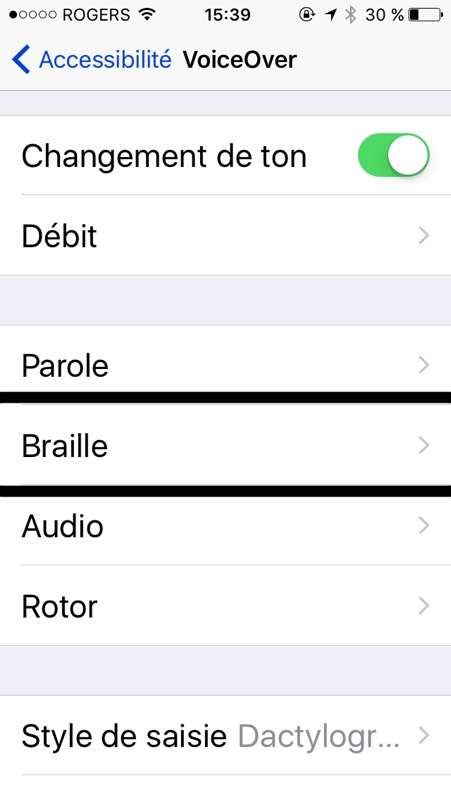 ROGERS 15:39 30 %
Accessibilité VoiceOver
Changement de ton
Débit
Parole
Braille
Audio
Rotor
Style de saisie Dactylogr...